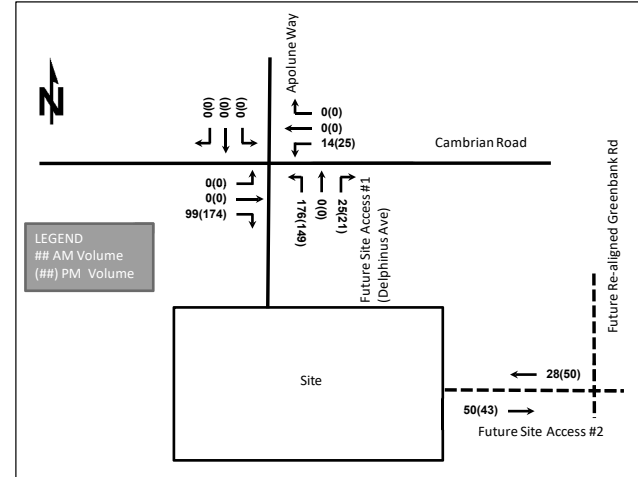 N
Apolune Way
0(0)
0(0)
0(0)
0(0)
0(0)
14(25)
Cambrian Road
0(0)
0(0)
99(174)
176(149)
0(0)
25(21)
Future Site Access #1
(Delphinus Ave)
Future Re-aligned Greenbank Rd
LEGEND
## AM Volume
(##) PM Volume
Site
28(50)
50(43)
Future Site Access #2